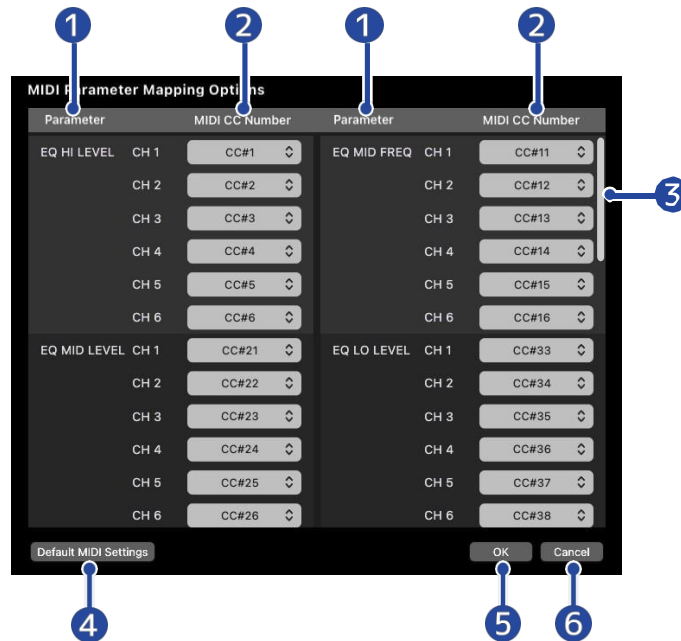 1 2 1 2
MIDI Parameter Mapping Options
Parameter MIDI CC Number Parameter MIDI CC Number
EQ HI LEVEL CH 1 CC#1 EQ MID FREQ CH 1 CC#11
CH 2 CC#2 CH 2 CC#12
3
CH 3 CC#3 CH 3 CC#13
CH 4 CC#4 CH 4 CC#14
CH 5 CC#5 CH 5 CC#15
CH 6 CC#6 CH 6 CC#16
EQ MID LEVEL CH 1 CC#21 EQ LO LEVEL CH 1 CC#33
CH 2 CC#22 CH 2 CC#34
CH 3 CC#23 CH 3 CC#35
CH 4 CC#24 CH 4 CC#36
CH 5 CC#25 CH 5 CC#37
CH 6 CC#26 CH 6 CC#38
Default MIDI Settings OK Cancel
4 5 6